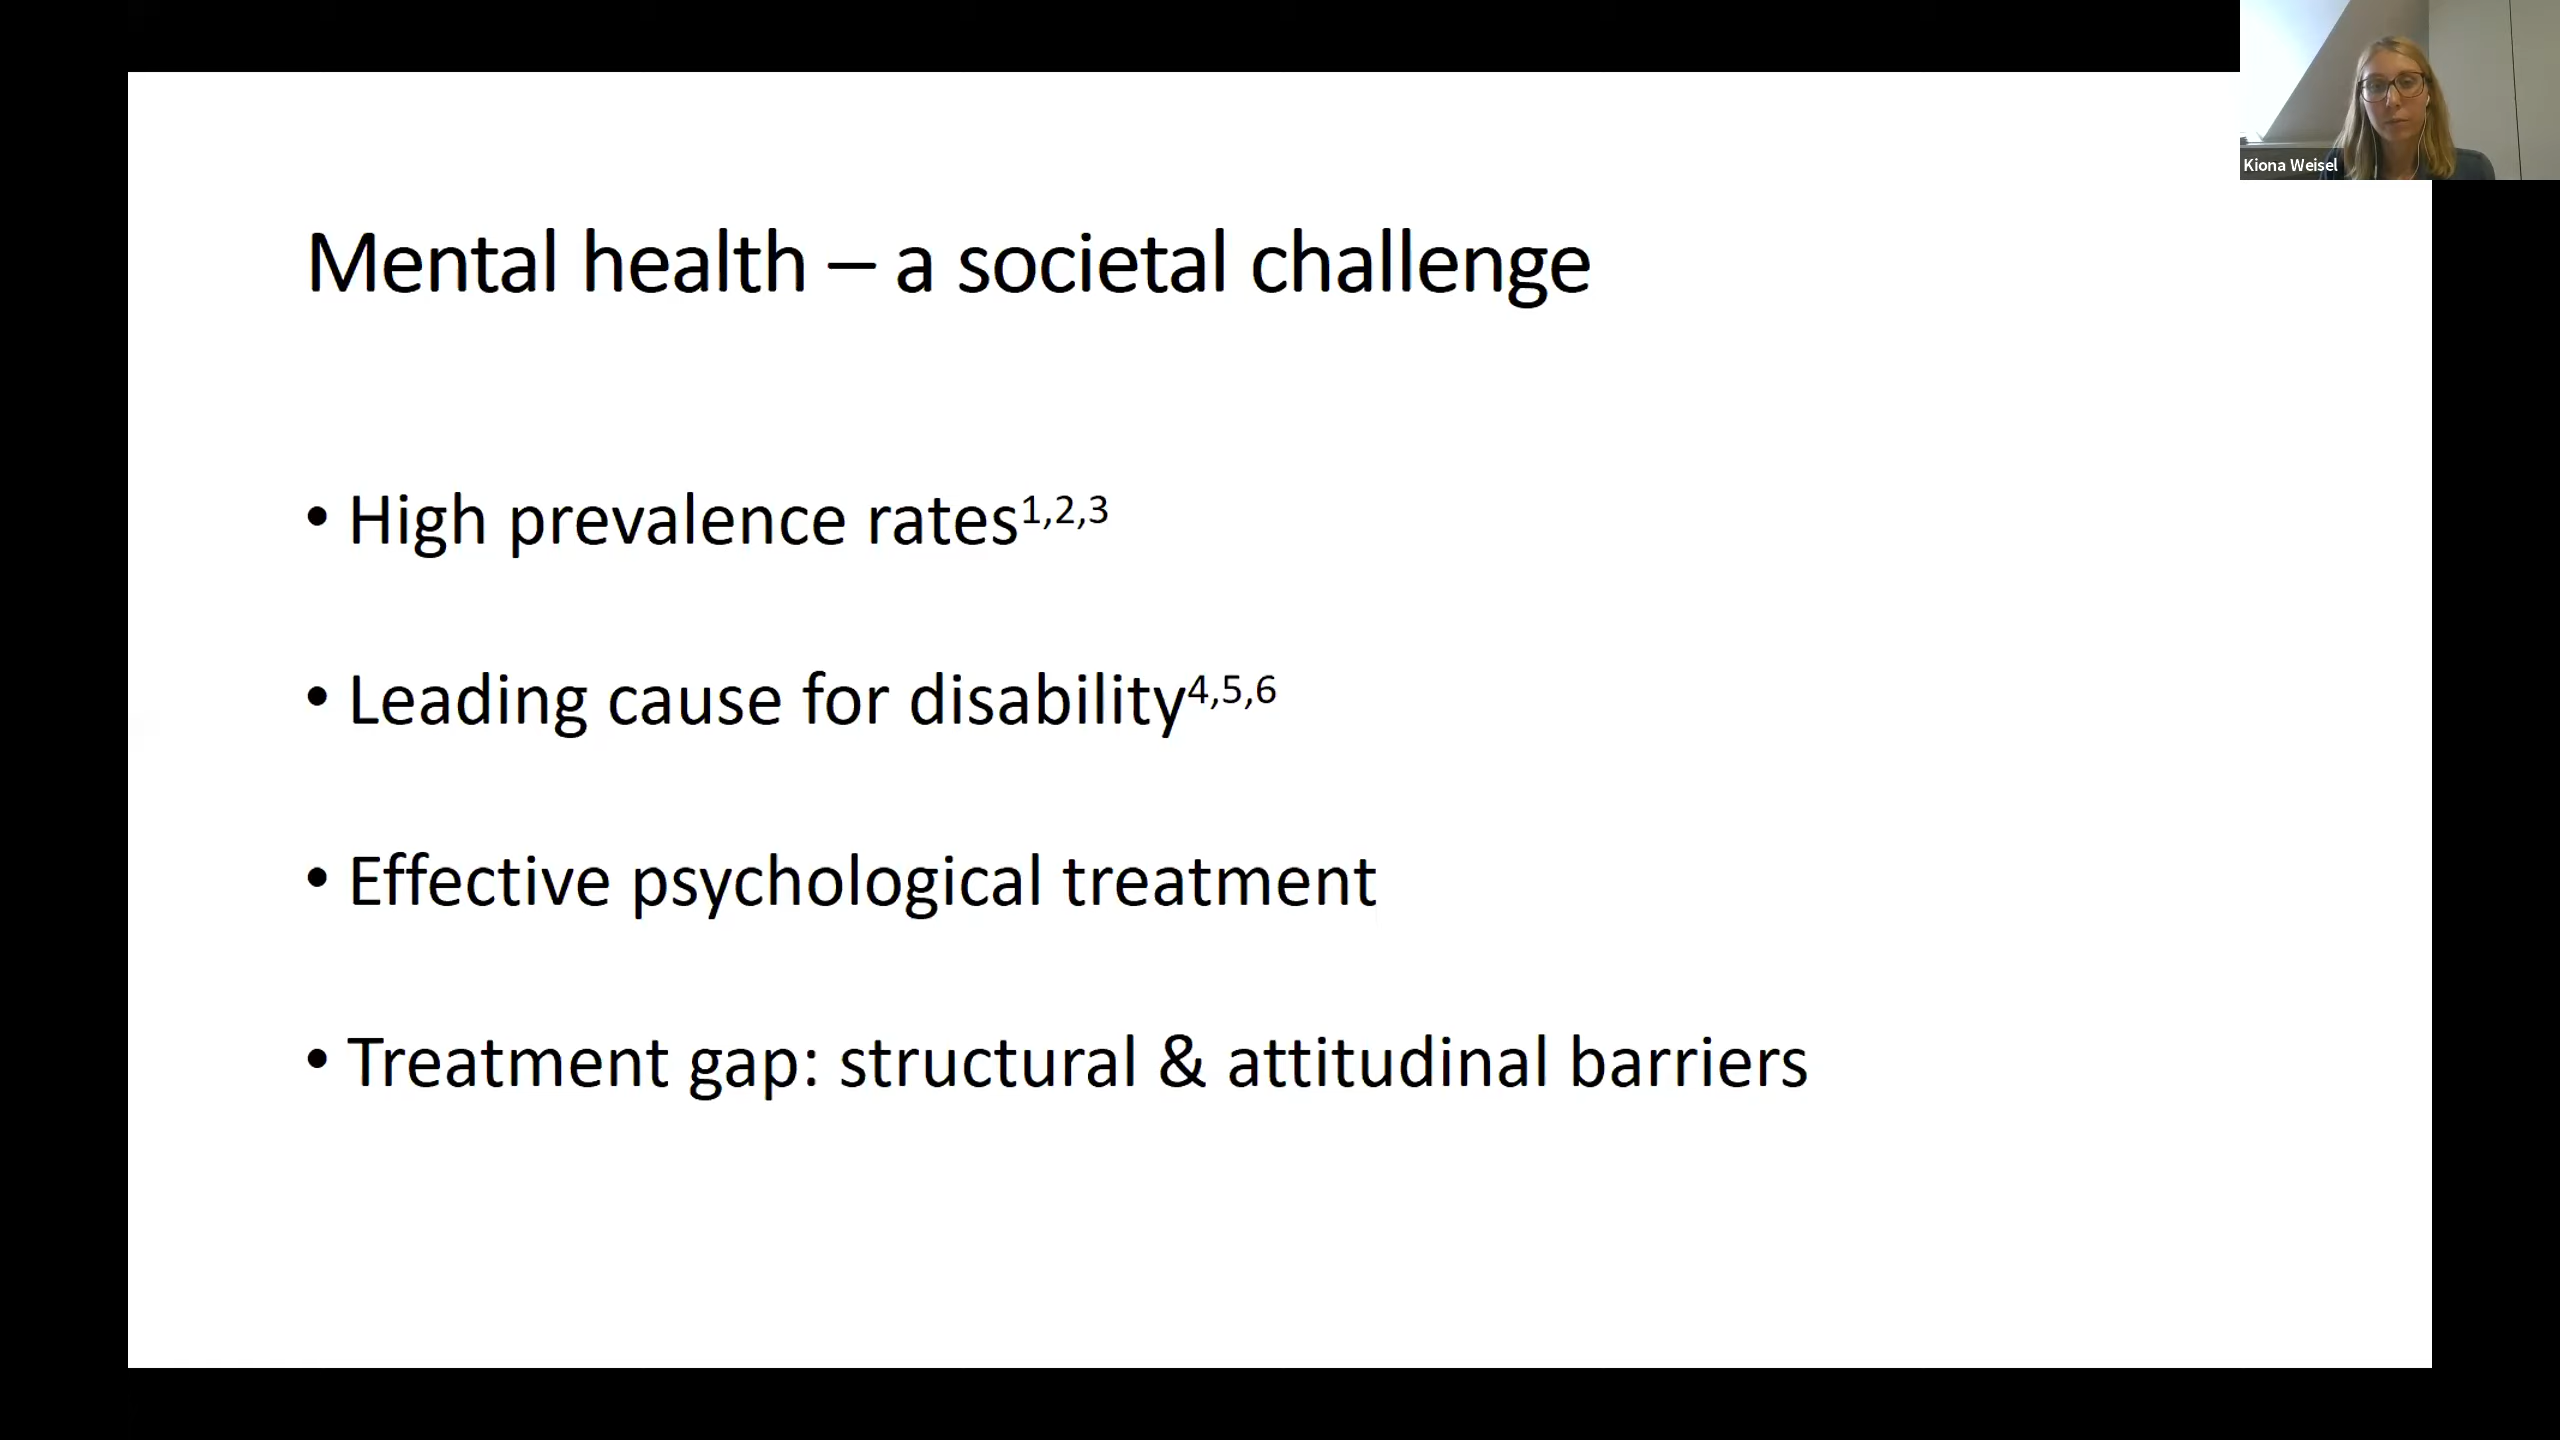 Kiona Weisel
Mental health – a societal challenge
• High prevalence rates1,2,3
• Leading cause for disability4,5,6
• Effective psychological treatment
• Treatment gap: structural & attitudinal barriers